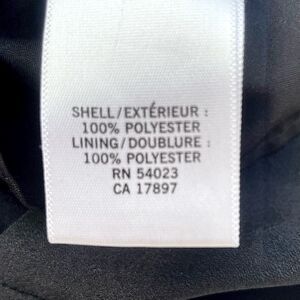 SHELL/EXTÉRIEUR :
100% POLYESTER
LINING/DOUBLURE :
100% POLYESTER
RN 54023
CA 17897